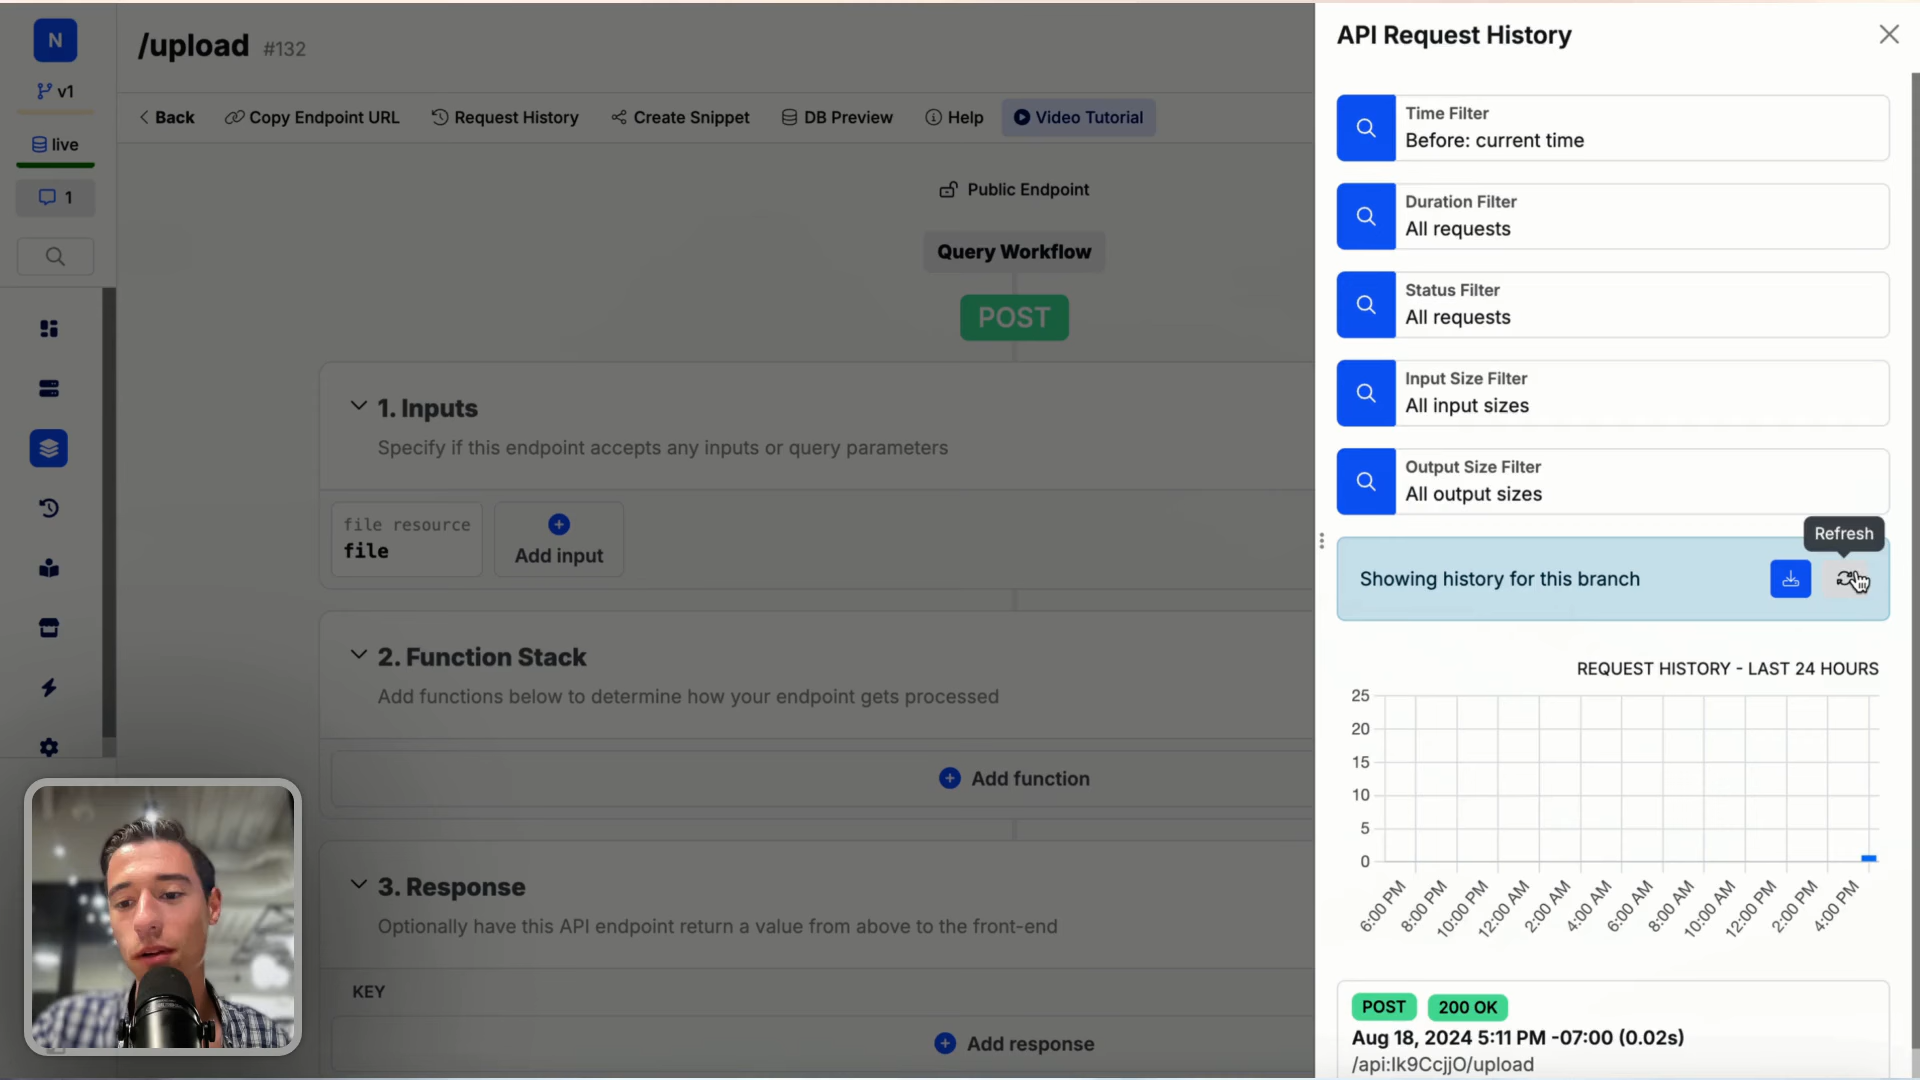 N
v1
live
1
/upload #132
Back
Copy Endpoint URL
Request History
Create Snippet
DB Preview
Help
Video Tutorial
Public Endpoint
Query Workflow
POST
1. Inputs
Specify if this endpoint accepts any inputs or query parameters
file resource
file
Add input
2. Function Stack
Add functions below to determine how your endpoint gets processed
Add function
3. Response
Optionally have this API endpoint return a value from above to the front-end
KEY
Add response
API Request History
Time Filter
Before: current time
Duration Filter
All requests
Status Filter
All requests
Input Size Filter
All input sizes
Output Size Filter
All output sizes
Refresh
Showing history for this branch
REQUEST HISTORY - LAST 24 HOURS
25
20
15
10
5
0
6:00 PM
8:00 PM
10:00 PM
12:00 AM
2:00 AM
4:00 AM
6:00 AM
8:00 AM
10:00 AM
12:00 PM
2:00 PM
4:00 PM
POST 200 OK
Aug 18, 2024 5:11 PM -07:00 (0.02s)
/api:Ik9CcjjO/upload